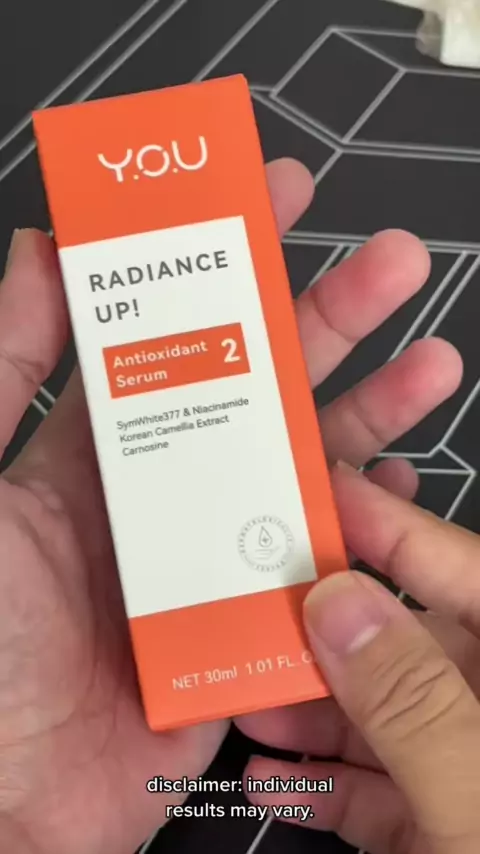 Y.O.U
RADIANCE
UP!
Antioxidant
Serum
2
SymWhite377 & Niacinamide
Korean Camellia Extract
Carnosine
NET 30ml 1 01 FL.
disclaimer: individual
results may vary.